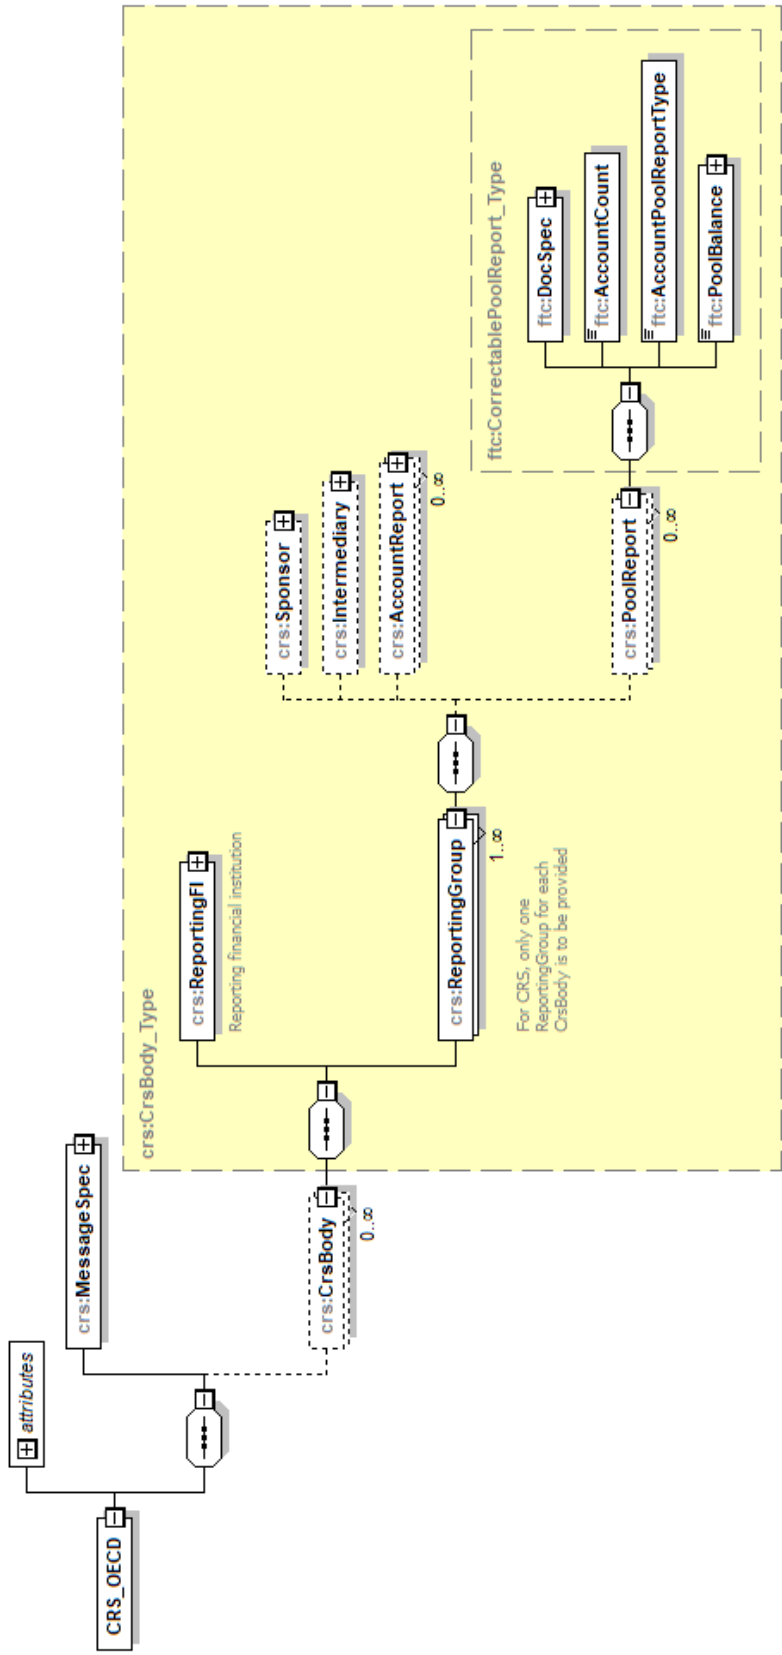 CRS_OECD
attributes
crs:MessageSpec
crs:CrsBody
0..∞
crs:CrsBody_Type
crs:ReportingFI
Reporting financial institution
crs:ReportingGroup
1..∞
For CRS, only one
ReportingGroup for each
CrsBody is to be provided
crs:Sponsor
crs:Intermediary
crs:AccountReport
0..∞
crs:PoolReport
0..∞
ftc:CorrectablePoolReport_Type
ftc:DocSpec
ftc:AccountCount
ftc:AccountPoolReportType
ftc:PoolBalance